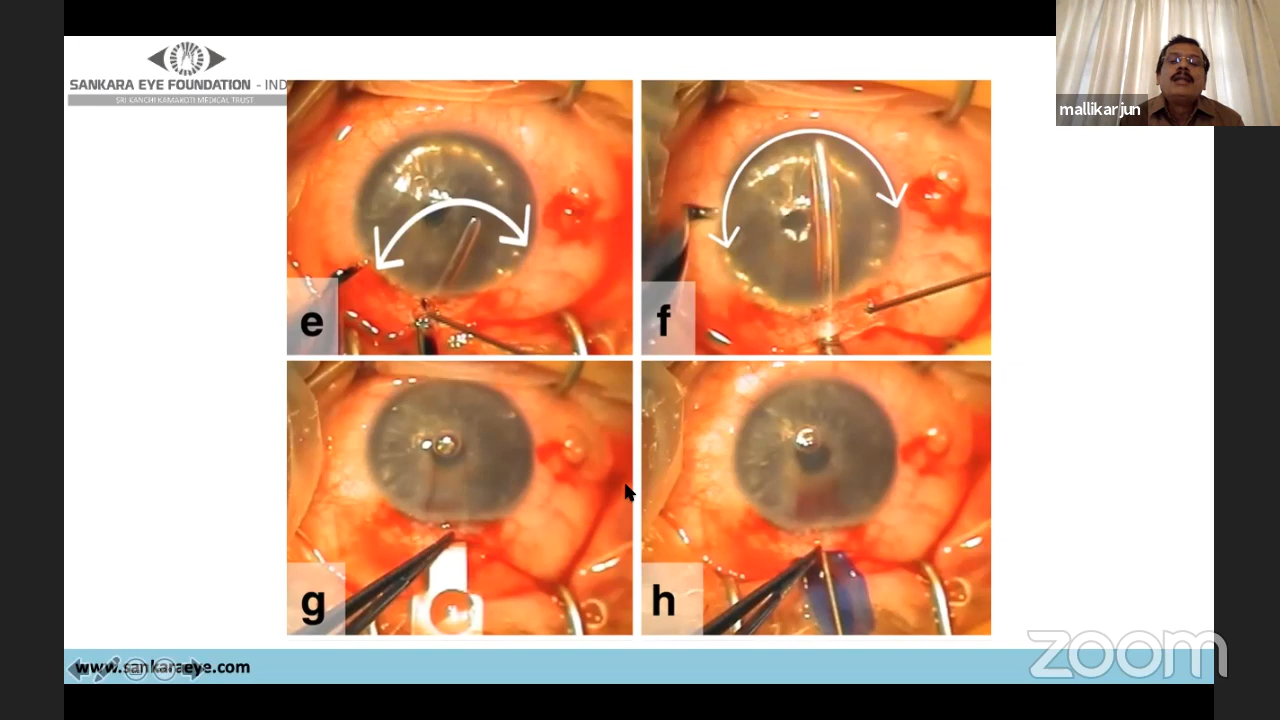 SANKARA EYE FOUNDATION - IND
SRI KANCHI KAMAKOTI MEDICAL TRUST
mallikarjun
e
f
g
h
www.sankaraeye.com
zoom